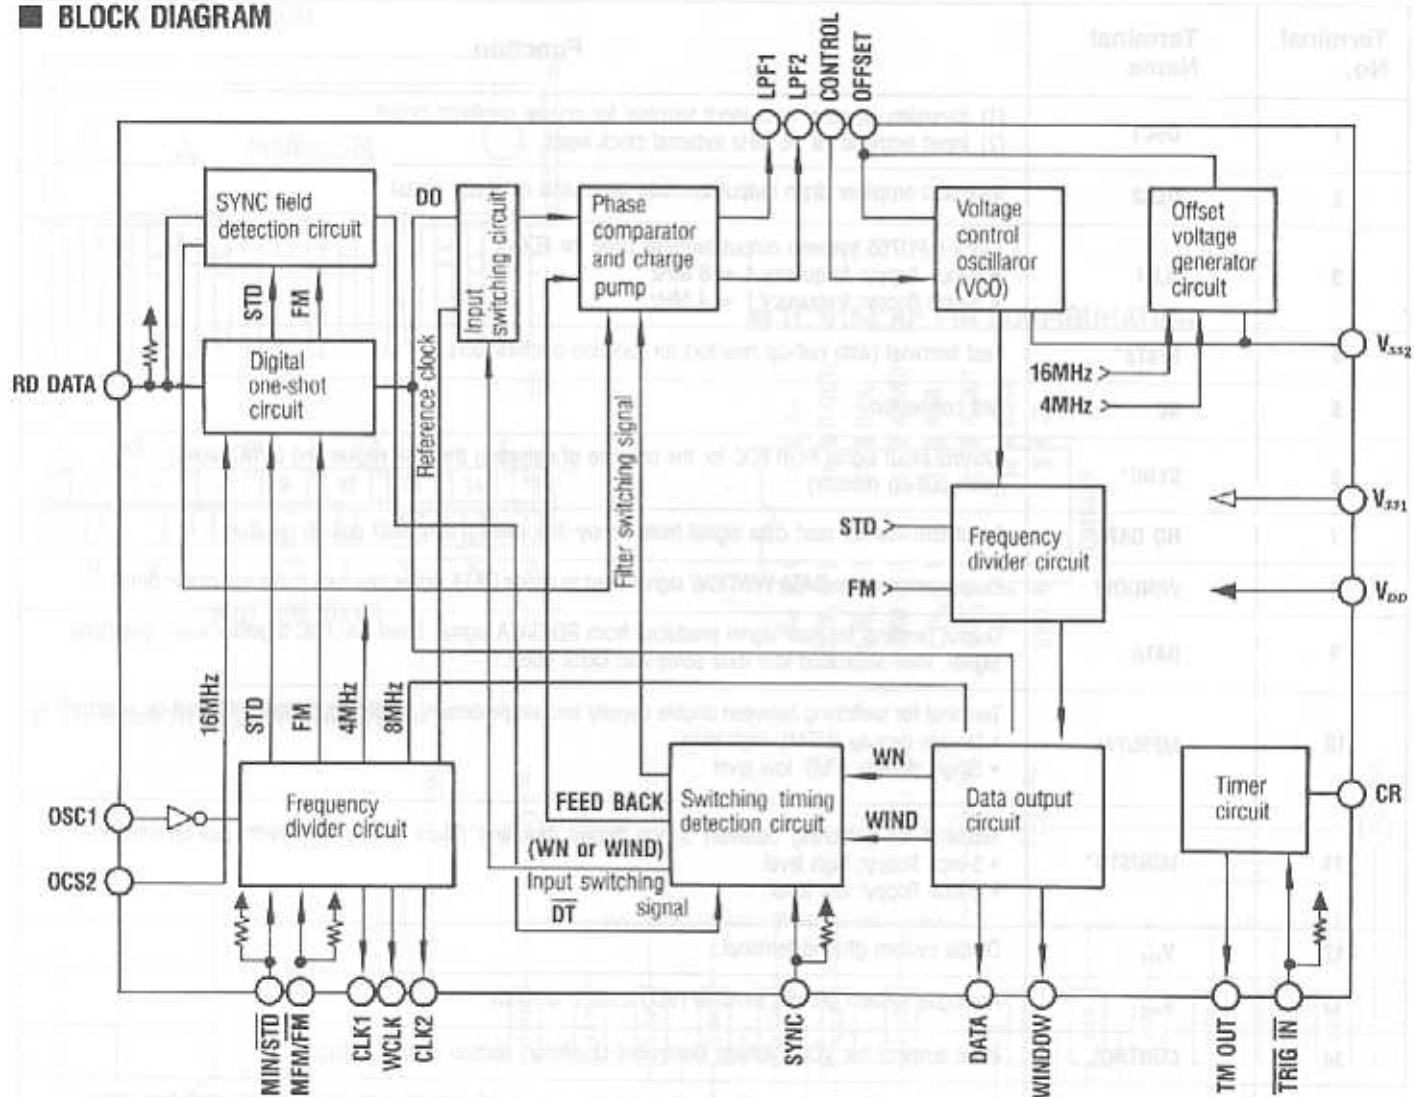 ■ BLOCK DIAGRAM
LPF1
LPF2
CONTROL
OFFSET
SYNC field
detection circuit
DO
Input
switching circuit
Phase
comparator
and charge
pump
Voltage
control
oscillaror
(VCO)
Offset
voltage
generator
circuit
STD
FM
Digital
one-shot
circuit
RD DATA
Reference clock
Filter switching signal
16MHz >
4MHz >
Vss2
Vss1
VDD
STD >
FM >
Frequency
divider circuit
16MHz
STD
FM
4MHz
8MHz
OSC1
OCS2
Frequency
divider circuit
FEED BACK
(WN or WIND)
Input switching
signal
DT
Switching timing
detection circuit
WN
WIND
Data output
circuit
Timer
circuit
CR
MIN/STD
MFM/FM
CLK1
WCLK
CLK2
SYNC
DATA
WINDOW
TM OUT
TRIG IN